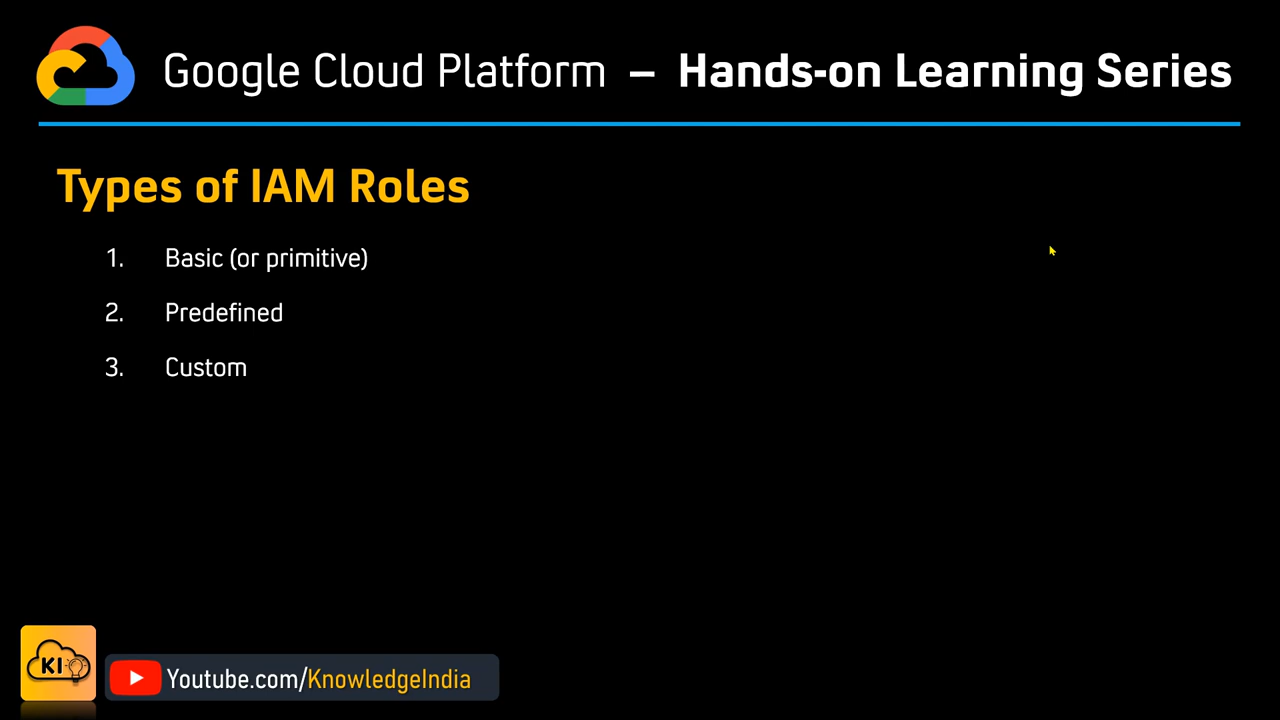 Google Cloud Platform – Hands-on Learning Series
Types of IAM Roles
1. Basic (or primitive)
2. Predefined
3. Custom
KI
Youtube.com/KnowledgeIndia